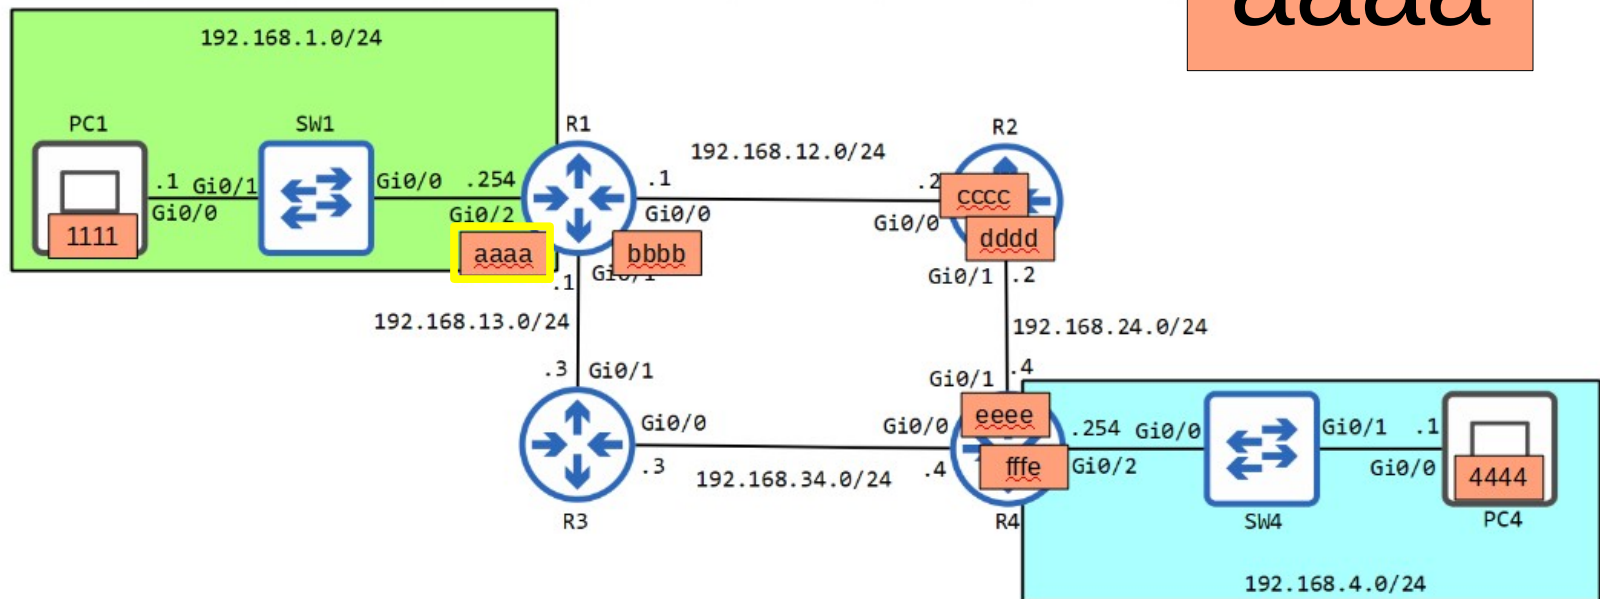 aaaa
192.168.1.0/24
PC1
SW1
R1
R2
192.168.12.0/24
.1 Gi0/1
Gi0/0 .254
.1
.2
Gi0/0
Gi0/2
Gi0/0
Gi0/0
1111
aaaa
bbbb
cccc
dddd
.1
Gi0/1
Gi0/1 .2
192.168.13.0/24
192.168.24.0/24
.3 Gi0/1
Gi0/1 .4
Gi0/0
Gi0/0
eeee
.254 Gi0/0
Gi0/1 .1
.3
192.168.34.0/24
.4
fffe
Gi0/2
Gi0/0
4444
R3
R4
SW4
PC4
192.168.4.0/24